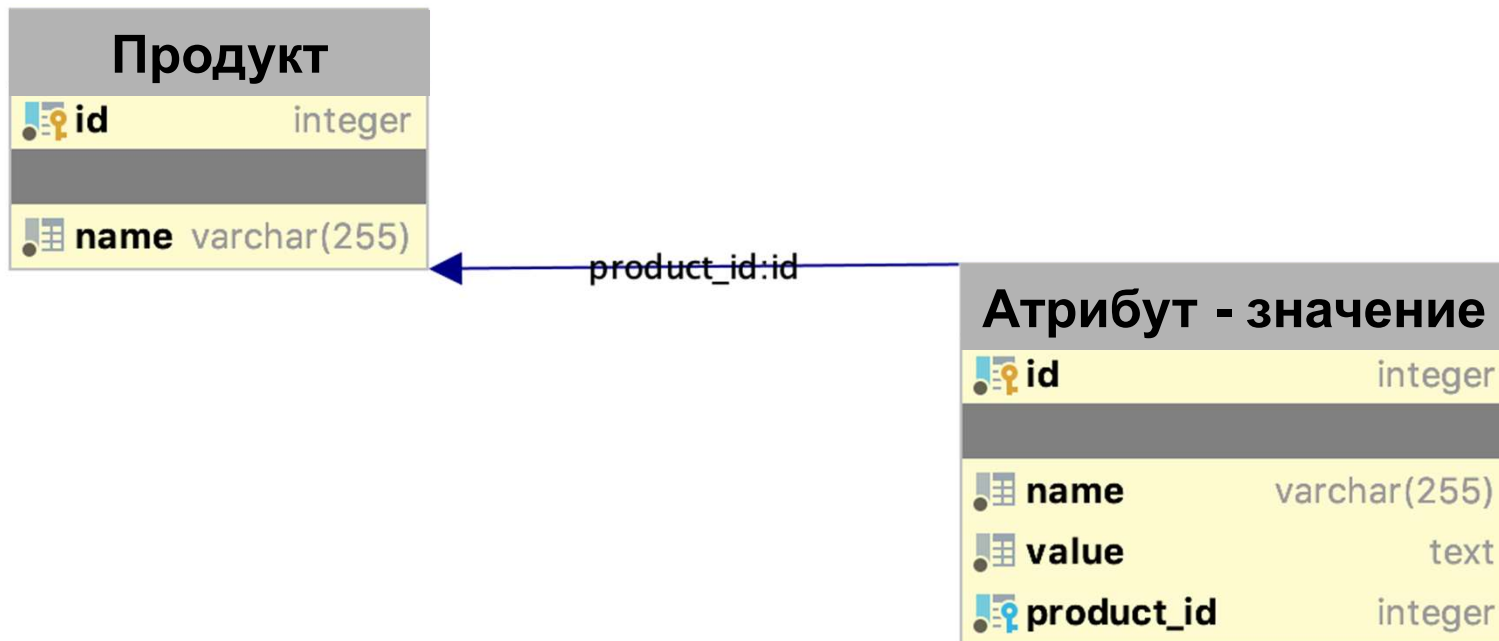 Продукт
id integer
name varchar(255)
product_id:id
Атрибут - значение
id integer
name varchar(255)
value text
product_id integer